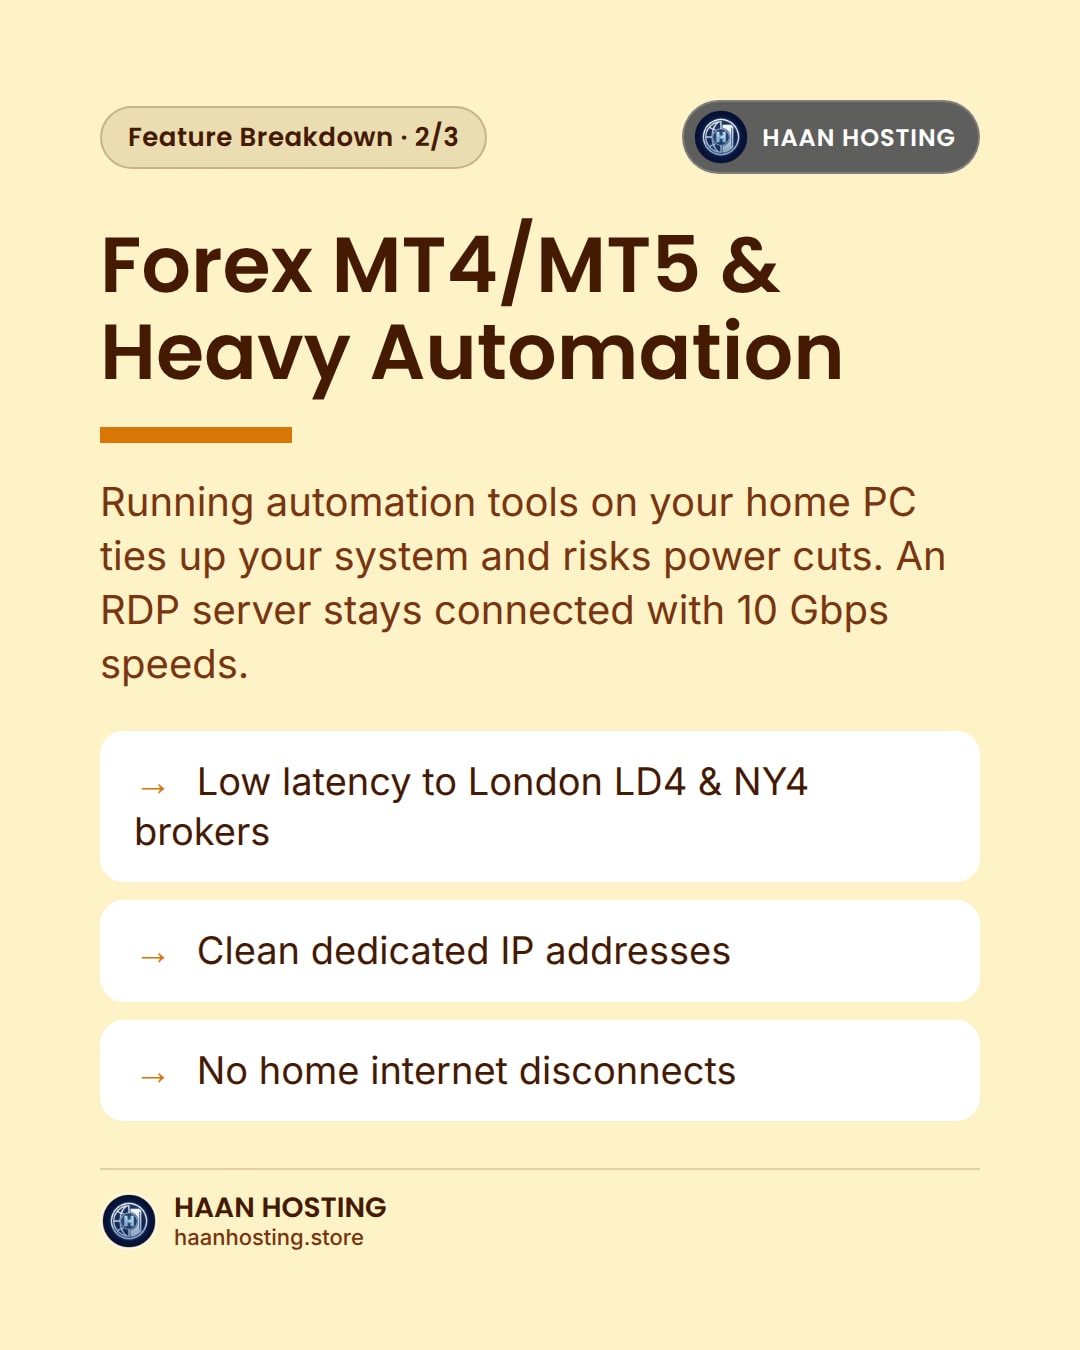 Feature Breakdown · 2/3
HAAN HOSTING
Forex MT4/MT5 &
Heavy Automation
Running automation tools on your home PC
ties up your system and risks power cuts. An
RDP server stays connected with 10 Gbps
speeds.
→ Low latency to London LD4 & NY4
brokers
→ Clean dedicated IP addresses
→ No home internet disconnects
HAAN HOSTING
haanhosting.store